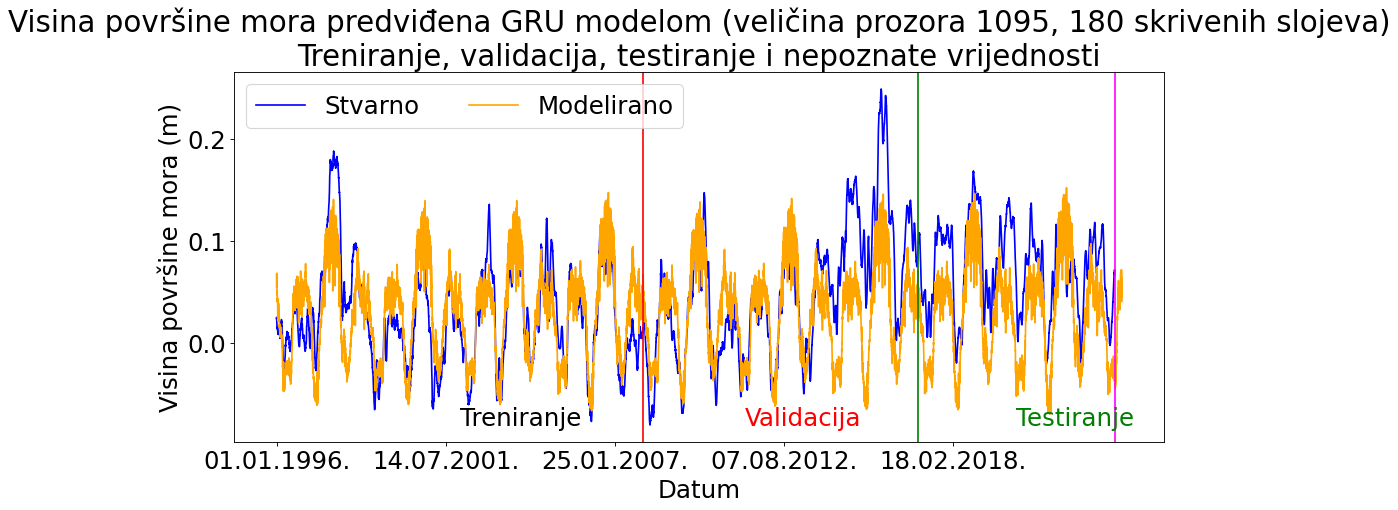 Visina površine mora predviđena GRU modelom (veličina prozora 1095, 180 skrivenih slojeva)
Treniranje, validacija, testiranje i nepoznate vrijednosti
Stvarno Modelirano
Visina površine mora (m)
0.2
0.1
0.0
Treniranje Validacija Testiranje
01.01.1996. 14.07.2001. 25.01.2007. 07.08.2012. 18.02.2018.
Datum